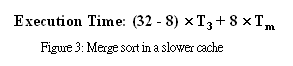 Execution Time: (32 - 8) × T₃ + 8 × Tₘ
Figure 3: Merge sort in a slower cache